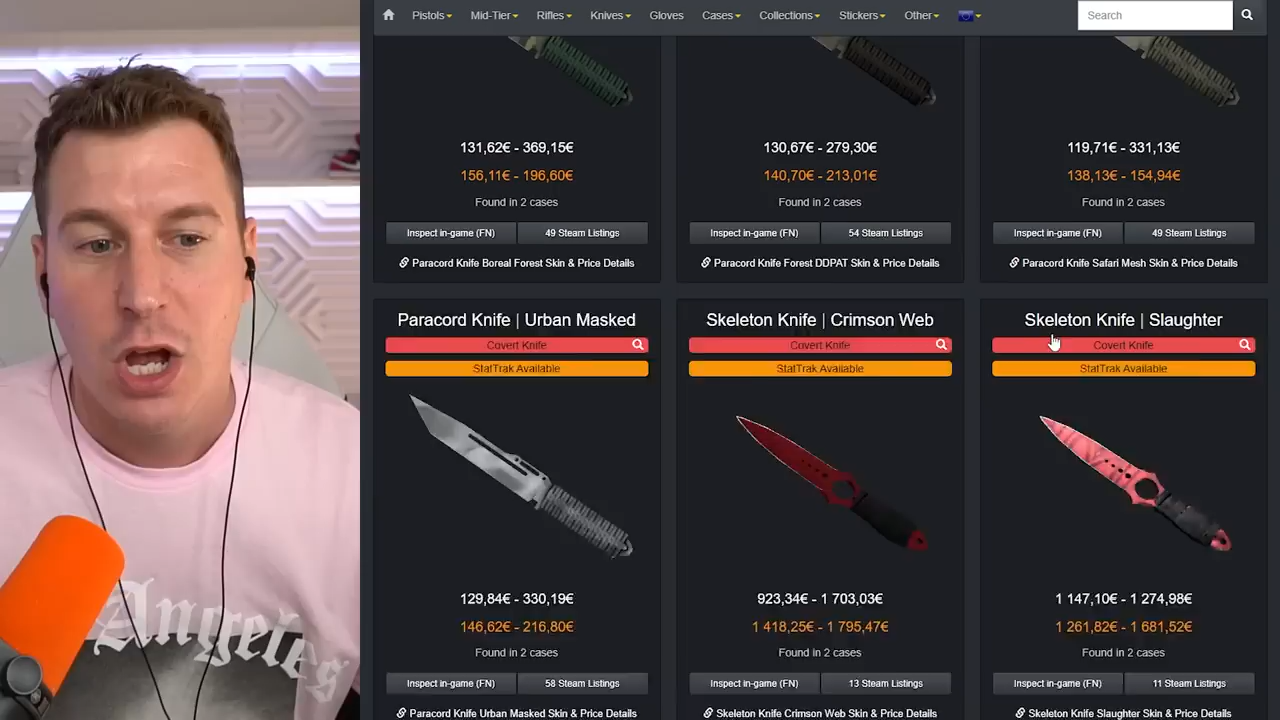 Pistols
Mid-Tier
Rifles
Knives
Gloves
Cases
Collections
Stickers
Other
Search
131,62€ - 369,15€
156,11€ - 196,60€
Found in 2 cases
Inspect in-game (FN)
49 Steam Listings
Paracord Knife Boreal Forest Skin & Price Details
130,67€ - 279,30€
140,70€ - 213,01€
Found in 2 cases
Inspect in-game (FN)
54 Steam Listings
Paracord Knife Forest DDPAT Skin & Price Details
119,71€ - 331,13€
138,13€ - 154,94€
Found in 2 cases
Inspect in-game (FN)
49 Steam Listings
Paracord Knife Safari Mesh Skin & Price Details
Paracord Knife | Urban Masked
Covert Knife
StatTrak Available
129,84€ - 330,19€
146,62€ - 216,80€
Found in 2 cases
Inspect in-game (FN)
58 Steam Listings
Paracord Knife Urban Masked Skin & Price Details
Skeleton Knife | Crimson Web
Covert Knife
StatTrak Available
923,34€ - 1 703,03€
1 418,25€ - 1 795,47€
Found in 2 cases
Inspect in-game (FN)
13 Steam Listings
Skeleton Knife Crimson Web Skin & Price Details
Skeleton Knife | Slaughter
Covert Knife
StatTrak Available
1 147,10€ - 1 274,98€
1 261,82€ - 1 681,52€
Found in 2 cases
Inspect in-game (FN)
11 Steam Listings
Skeleton Knife Slaughter Skin & Price Details
Angeles